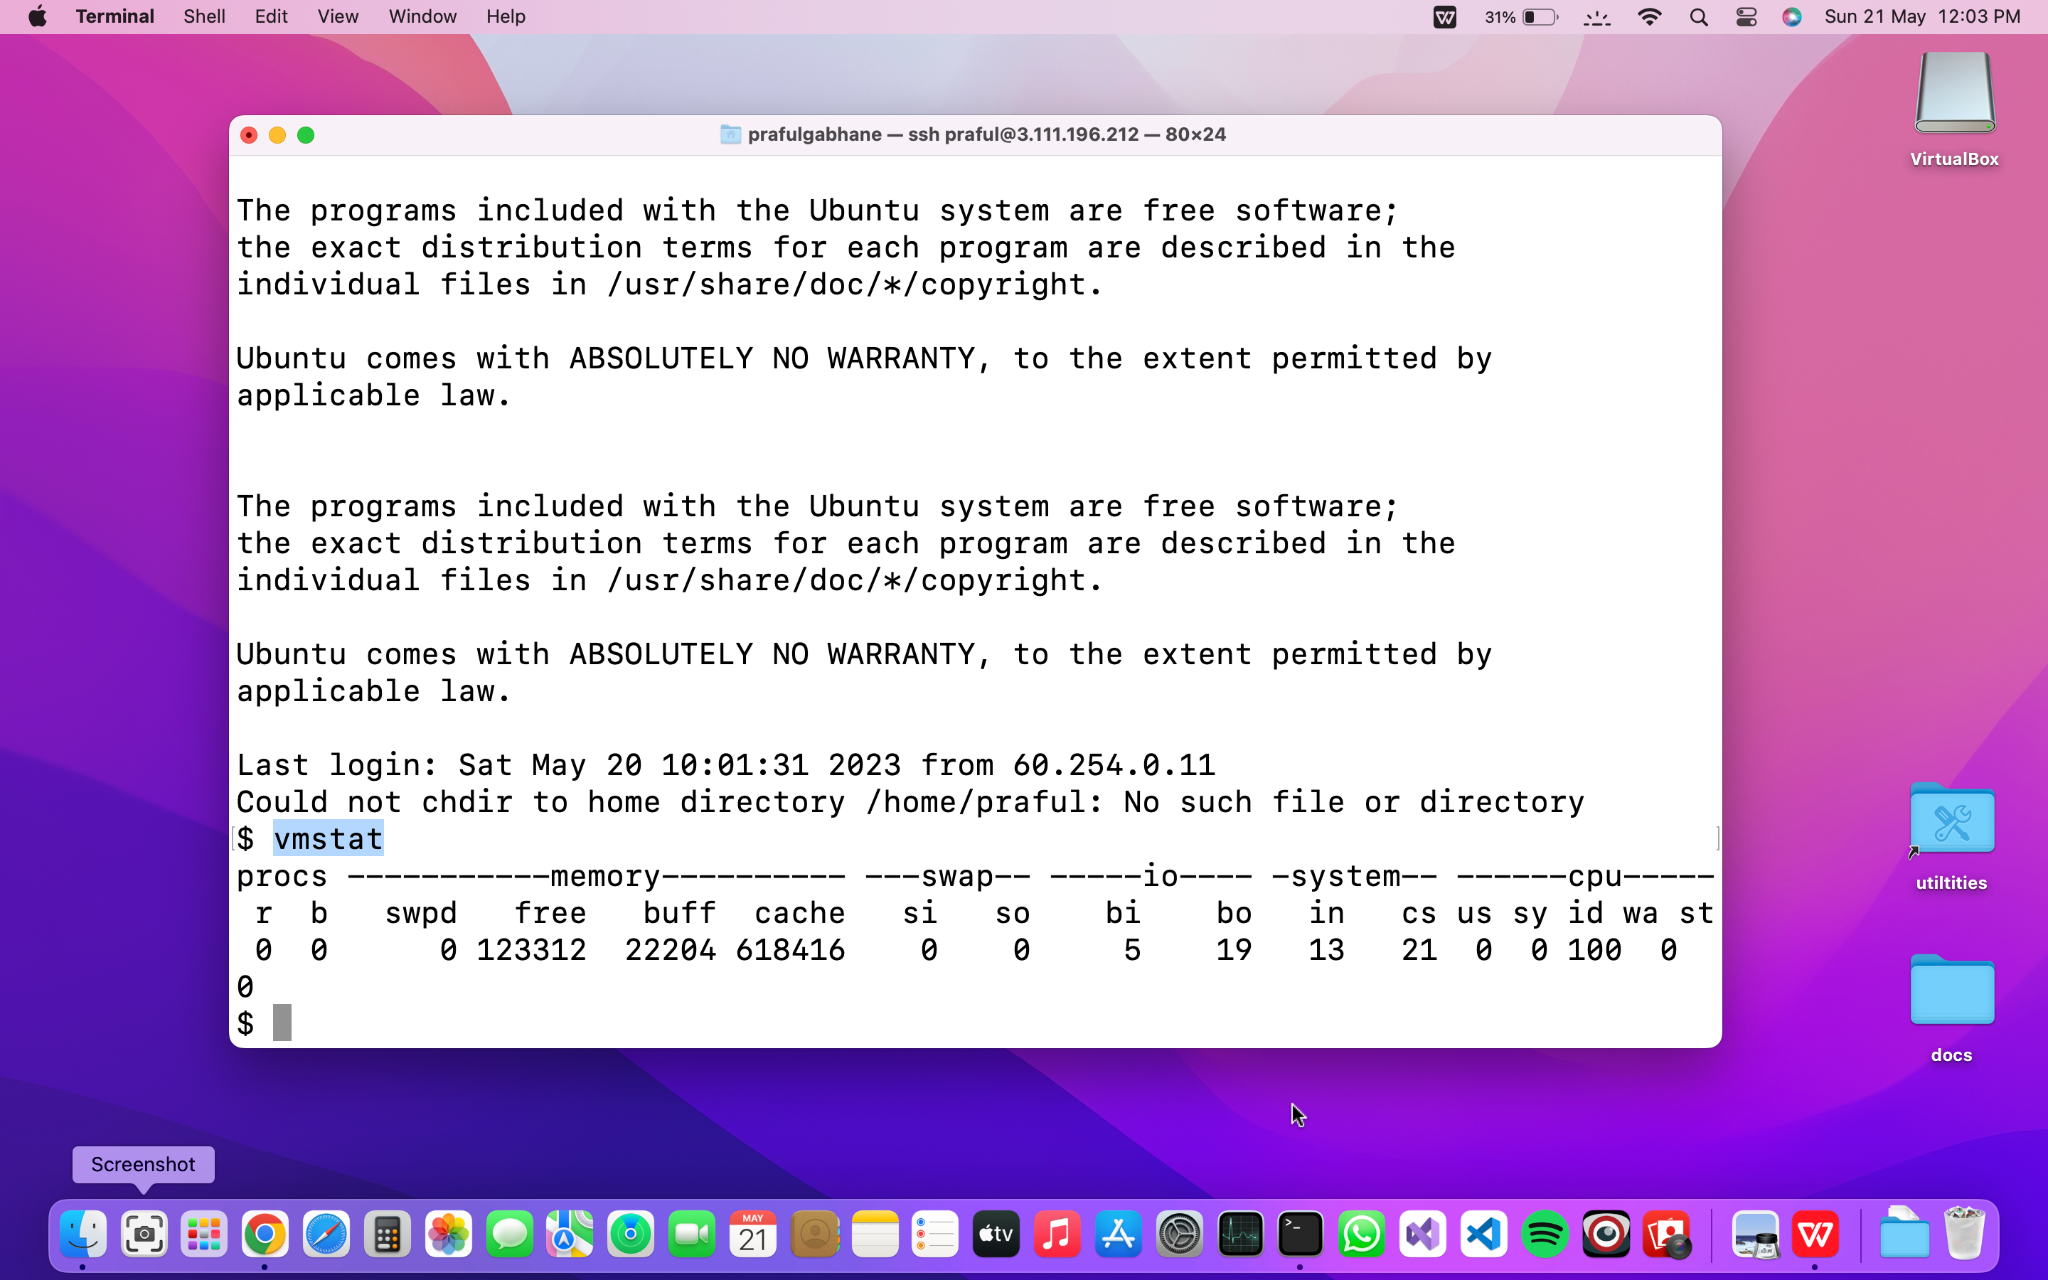 Terminal Shell Edit View Window Help 31% Sun 21 May 12:03 PM
prafulgabhane — ssh praful@3.111.196.212 — 80×24
The programs included with the Ubuntu system are free software;
the exact distribution terms for each program are described in the
individual files in /usr/share/doc/*/copyright.
Ubuntu comes with ABSOLUTELY NO WARRANTY, to the extent permitted by
applicable law.
The programs included with the Ubuntu system are free software;
the exact distribution terms for each program are described in the
individual files in /usr/share/doc/*/copyright.
Ubuntu comes with ABSOLUTELY NO WARRANTY, to the extent permitted by
applicable law.
Last login: Sat May 20 10:01:31 2023 from 60.254.0.11
Could not chdir to home directory /home/praful: No such file or directory
$ vmstat
procs -----------memory---------- ---swap-- -----io---- -system-- ------cpu-----
 r  b   swpd   free   buff  cache   si   so    bi    bo   in   cs us sy id wa st
 0  0      0 123312  22204 618416    0    0     5    19   13   21  0  0 100  0
0
$
VirtualBox
utiltities
docs
Screenshot
MAY
21
tv